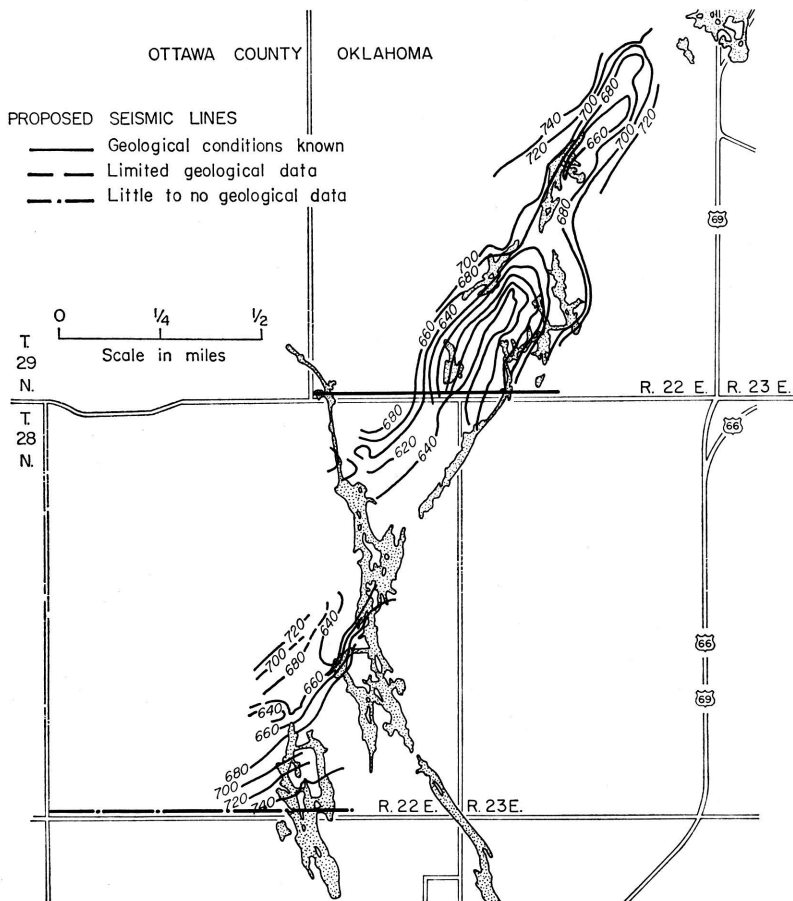 OTTAWA COUNTY OKLAHOMA
PROPOSED SEISMIC LINES
Geological conditions known
Limited geological data
Little to no geological data
0 1/4 1/2
Scale in miles
T.
29
N.
T.
28
N.
R. 22 E. R. 23 E.
69
66
66
69
R. 22 E. R. 23E.
740
720
700
680
660
700
720
680
700
680
660
640
680
620
640
720
700
680
640
660
640
660
680
700
720
740